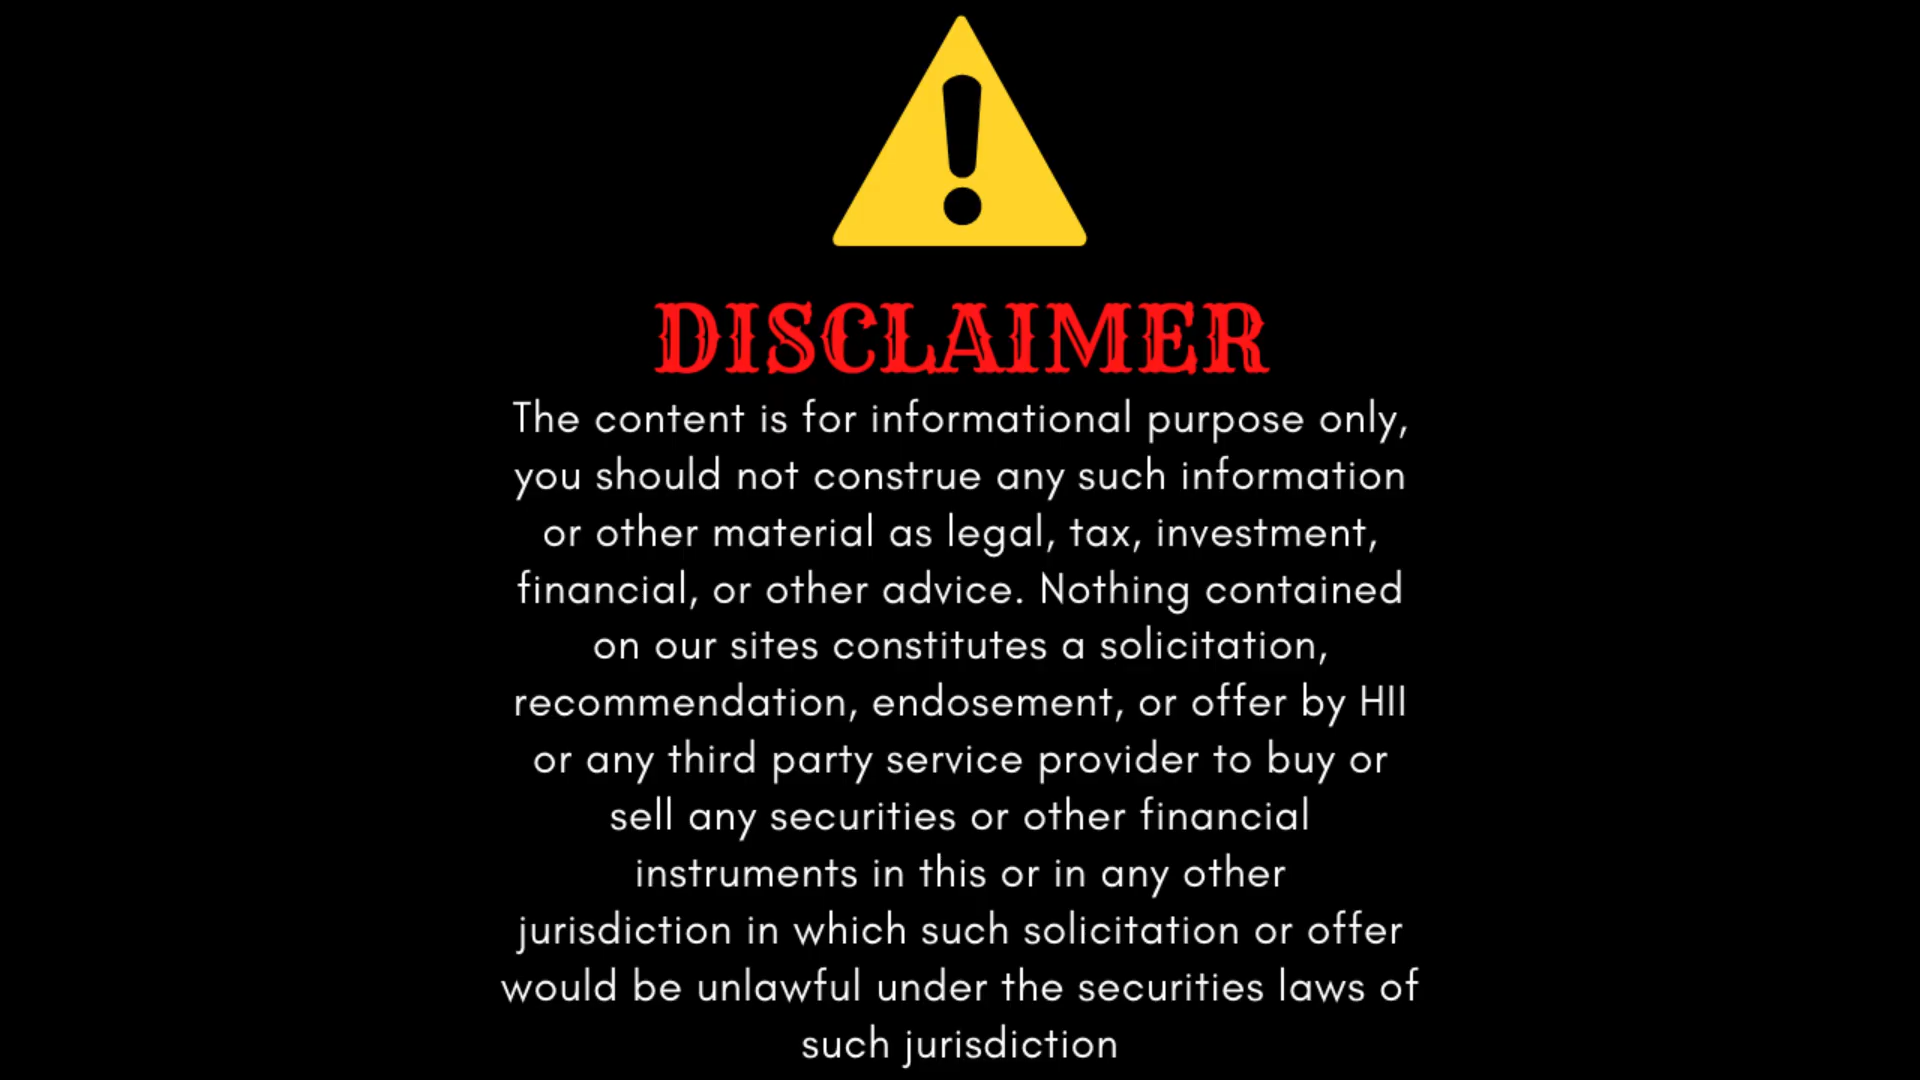 DISCLAIMER
The content is for informational purpose only,
you should not construe any such information
or other material as legal, tax, investment,
financial, or other advice. Nothing contained
on our sites constitutes a solicitation,
recommendation, endosement, or offer by HII
or any third party service provider to buy or
sell any securities or other financial
instruments in this or in any other
jurisdiction in which such solicitation or offer
would be unlawful under the securities laws of
such jurisdiction